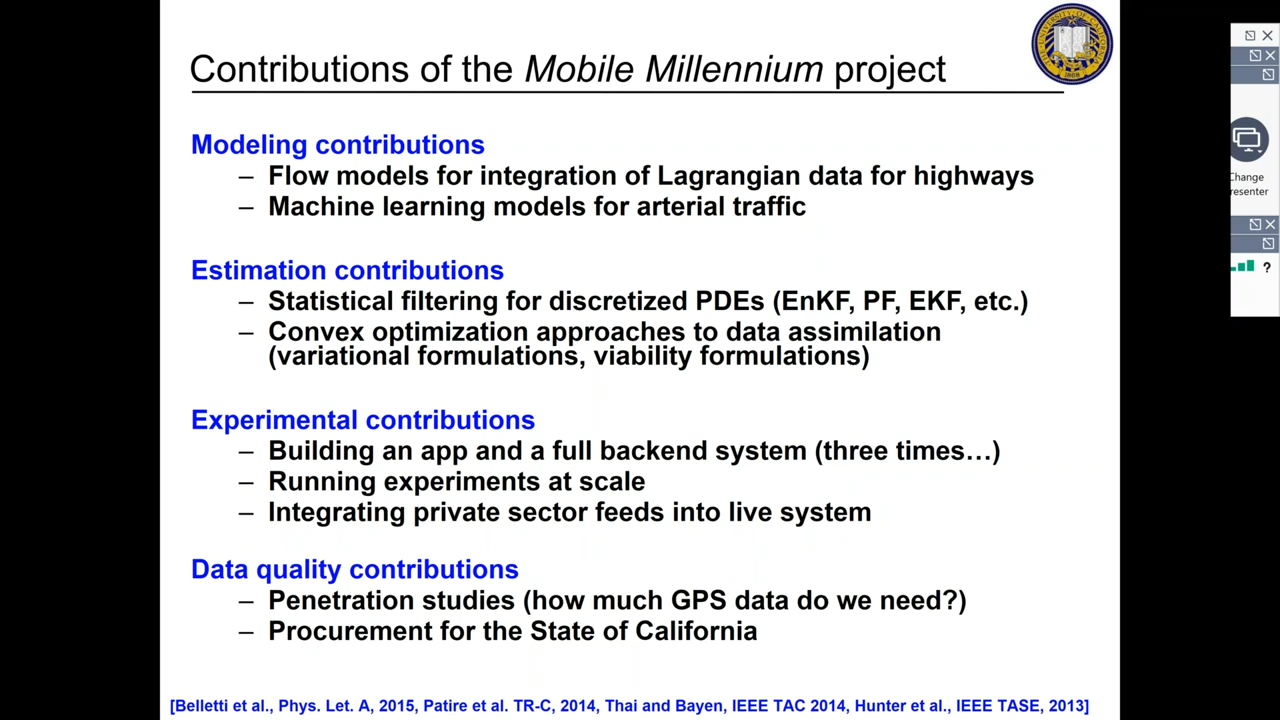 Contributions of the Mobile Millennium project
Modeling contributions
– Flow models for integration of Lagrangian data for highways
– Machine learning models for arterial traffic
Estimation contributions
– Statistical filtering for discretized PDEs (EnKF, PF, EKF, etc.)
– Convex optimization approaches to data assimilation
(variational formulations, viability formulations)
Experimental contributions
– Building an app and a full backend system (three times…)
– Running experiments at scale
– Integrating private sector feeds into live system
Data quality contributions
– Penetration studies (how much GPS data do we need?)
– Procurement for the State of California
[Belletti et al., Phys. Let. A, 2015, Patire et al. TR-C, 2014, Thai and Bayen, IEEE TAC 2014, Hunter et al., IEEE TASE, 2013]
Change
?